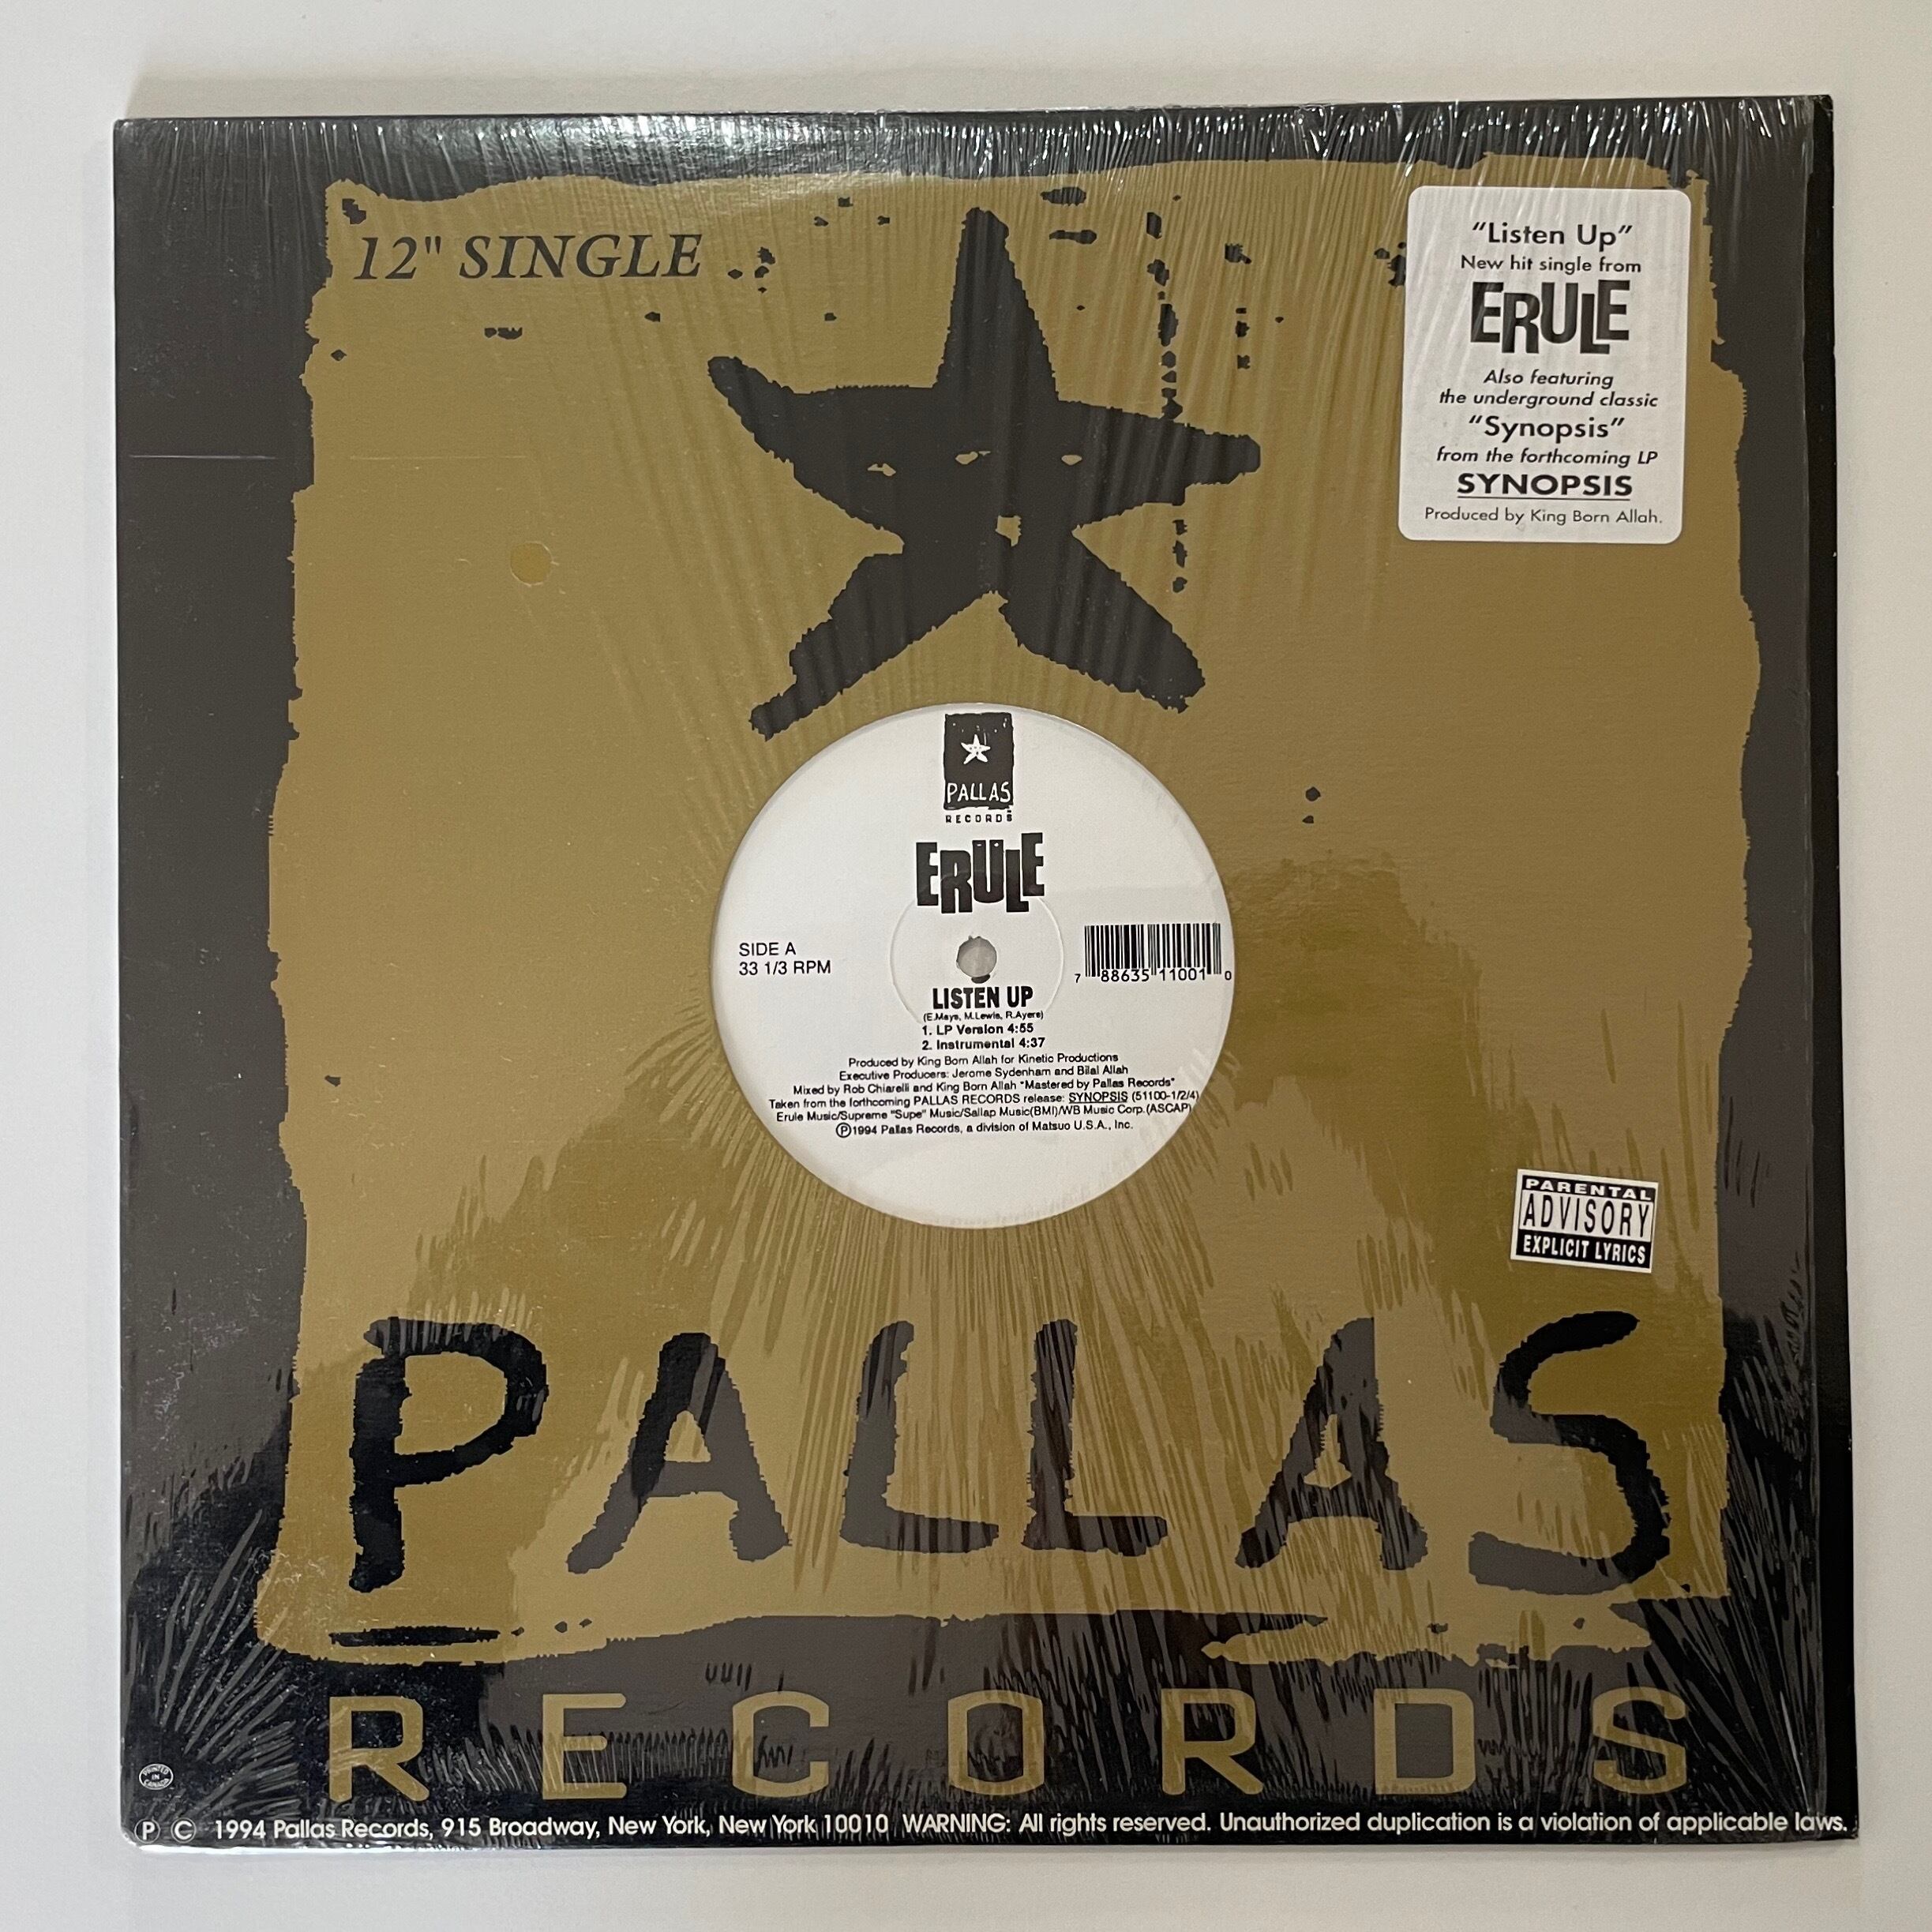 12" SINGLE
"Listen Up"
New hit single from
ERULE
Also featuring
the underground classic
"Synopsis"
from the forthcoming LP
SYNOPSIS
Produced by King Born Allah.
PALLAS
RECORDS
ERULE
SIDE A
33 1/3 RPM
7 88635 11001 0
LISTEN UP
(E.Mays, M.Lewis, R.Ayers)
1. LP Version 4:55
2. Instrumental 4:37
Produced by King Born Allah for Kinetic Productions
Executive Producers: Jerome Sydenham and Bilal Allah
Mixed by Rob Chiarelli and King Born Allah "Mastered by Pallas Records"
Taken from the forthcoming PALLAS RECORDS release: SYNOPSIS (51100-1/2/4)
Erule Music/Supreme "Supe" Music/Sallap Music(BMI)/WB Music Corp.(ASCAP)
Ⓟ1994 Pallas Records, a division of Matsuo U.S.A., Inc.
PARENTAL
ADVISORY
EXPLICIT LYRICS
PALLAS
RECORDS
PRINTED
IN
CANADA
Ⓟ © 1994 Pallas Records, 915 Broadway, New York, New York 10010 WARNING: All rights reserved. Unauthorized duplication is a violation of applicable laws.